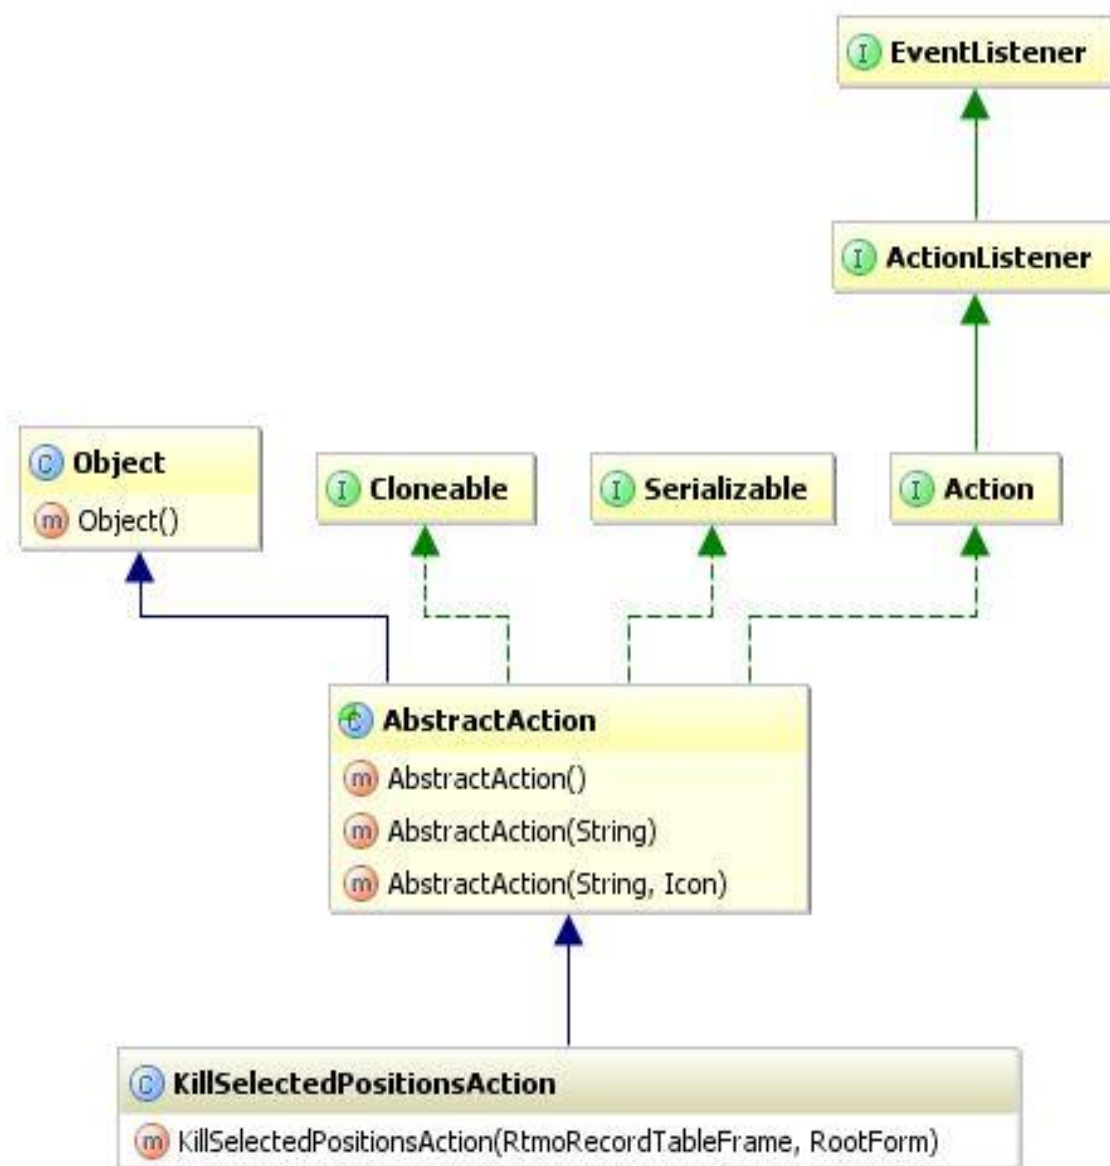 I EventListener
I ActionListener
C Object
m Object()
I Cloneable
I Serializable
I Action
C AbstractAction
m AbstractAction()
m AbstractAction(String)
m AbstractAction(String, Icon)
C KillSelectedPositionsAction
m KillSelectedPositionsAction(RtmoRecordTableFrame, RootForm)